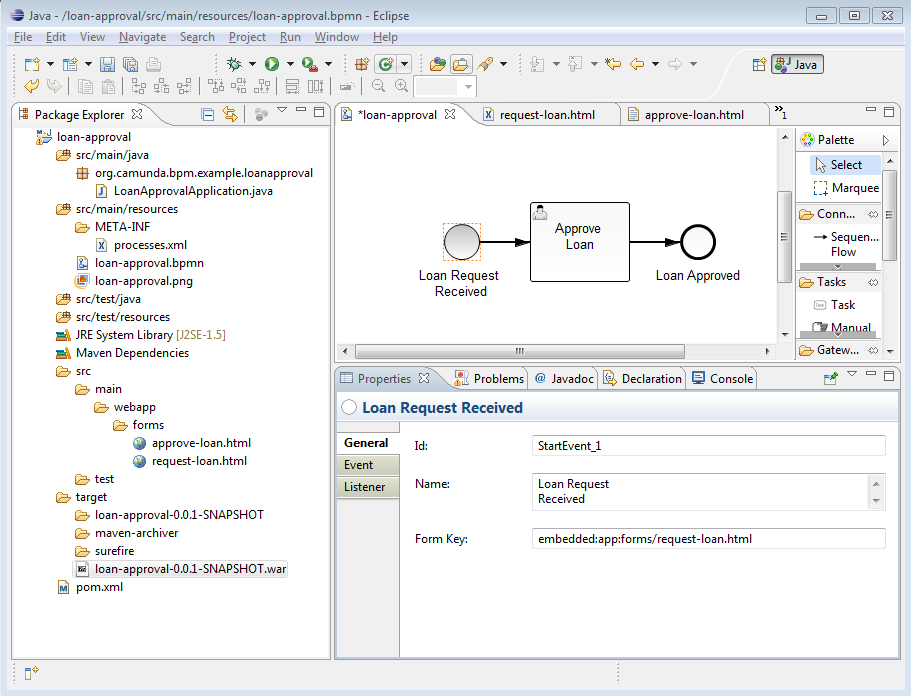 Java - /loan-approval/src/main/resources/loan-approval.bpmn - Eclipse
File Edit View Navigate Search Project Run Window Help
Java
Package Explorer
loan-approval
src/main/java
org.camunda.bpm.example.loanapproval
LoanApprovalApplication.java
src/main/resources
META-INF
processes.xml
loan-approval.bpmn
loan-approval.png
src/test/java
src/test/resources
JRE System Library [J2SE-1.5]
Maven Dependencies
src
main
webapp
forms
approve-loan.html
request-loan.html
test
target
loan-approval-0.0.1-SNAPSHOT
maven-archiver
surefire
loan-approval-0.0.1-SNAPSHOT.war
pom.xml
*loan-approval
request-loan.html
approve-loan.html
»1
Loan Request
Received
Approve
Loan
Loan Approved
Palette
Select
Marquee
Conn...
Sequen...
Flow
Tasks
Task
Manual
Gatew...
Properties
Problems
@ Javadoc
Declaration
Console
Loan Request Received
General
Event
Listener
Id:
StartEvent_1
Name:
Loan Request
Received
Form Key:
embedded:app:forms/request-loan.html